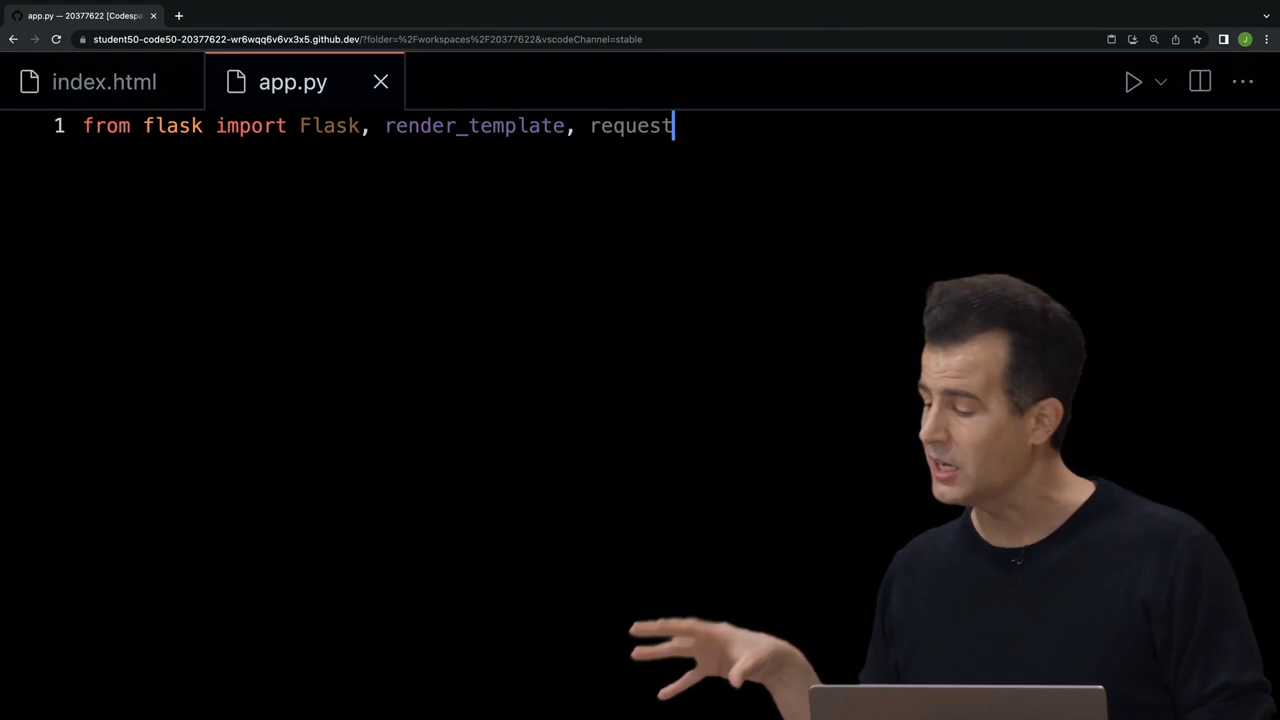 app.py — 20377622 [Codespa
student50-code50-20377622-wr6wqq6v6vx3x5.github.dev/?folder=%2Fworkspaces%2F20377622&vscodeChannel=stable
J
index.html
app.py
1 from flask import Flask, render_template, request